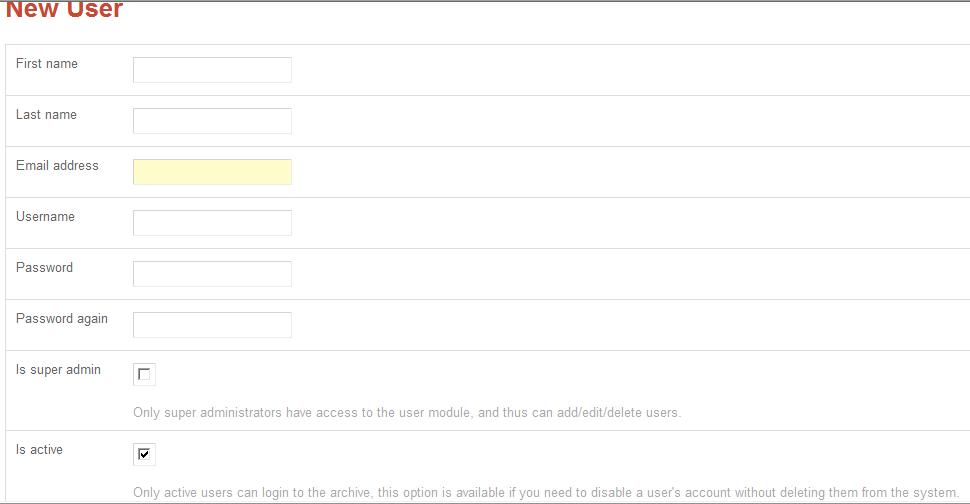 New User
First name
Last name
Email address
Username
Password
Password again
Is super admin
Only super administrators have access to the user module, and thus can add/edit/delete users.
Is active
Only active users can login to the archive, this option is available if you need to disable a user's account without deleting them from the system.